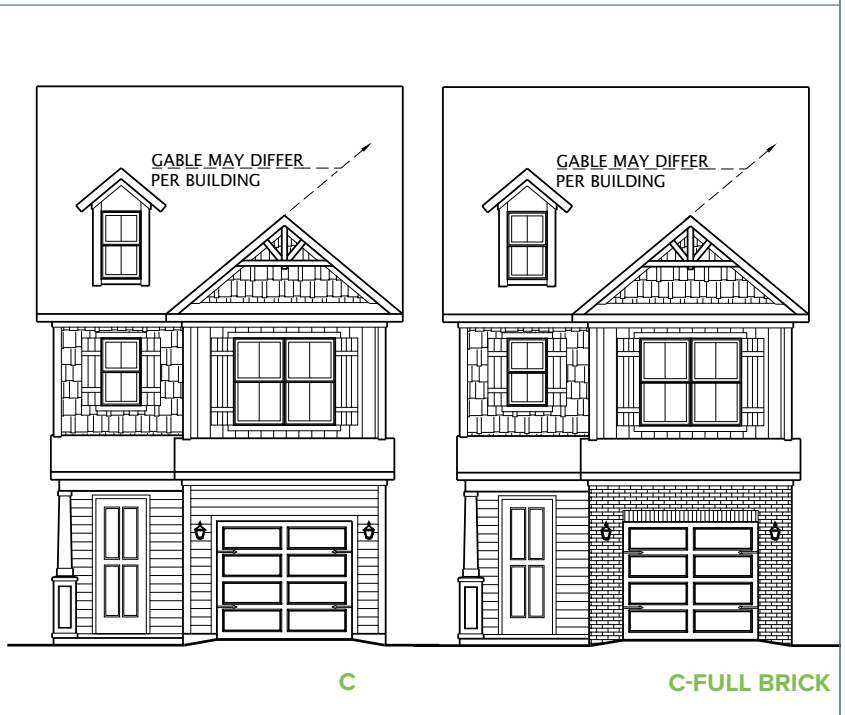 GABLE MAY DIFFER
PER BUILDING
GABLE MAY DIFFER
PER BUILDING
C
C-FULL BRICK